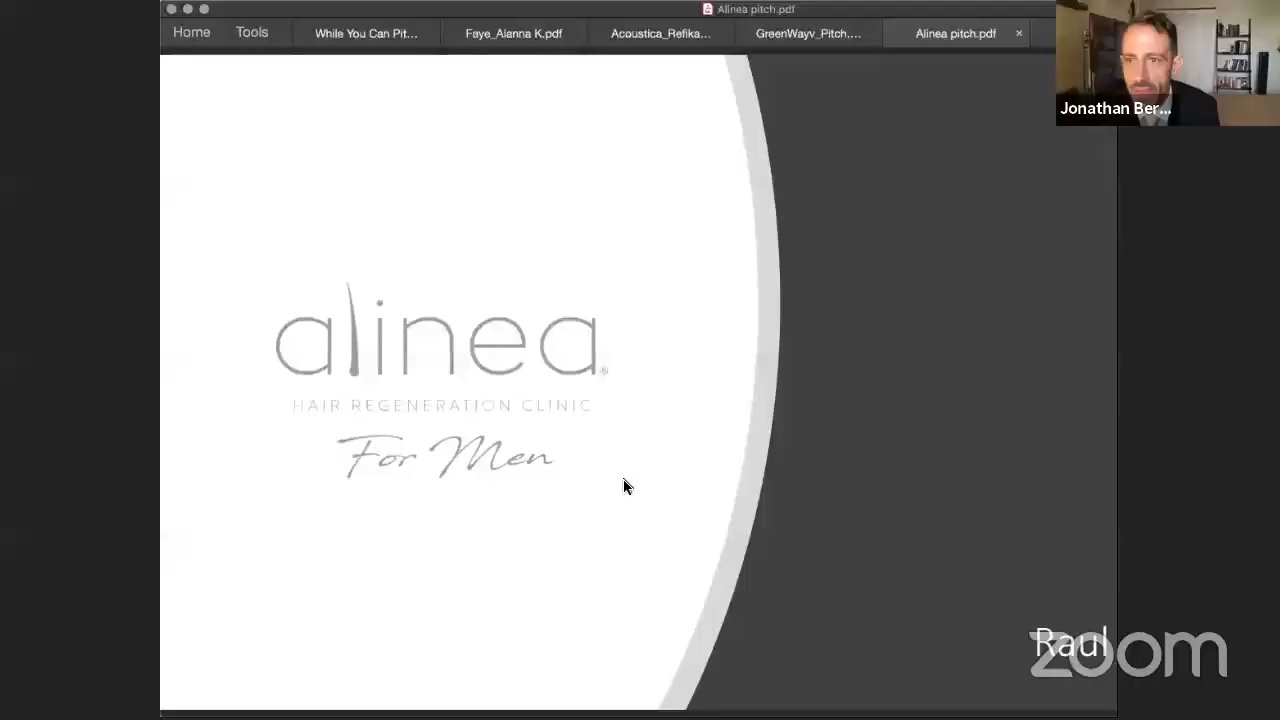 Alinea pitch.pdf
Home Tools While You Can Pit... Faye_Alanna K.pdf Acoustica_Refika... GreenWayv_Pitch.... Alinea pitch.pdf ×
Jonathan Ber...
alinea®
HAIR REGENERATION CLINIC
For Men
Raul
zoom